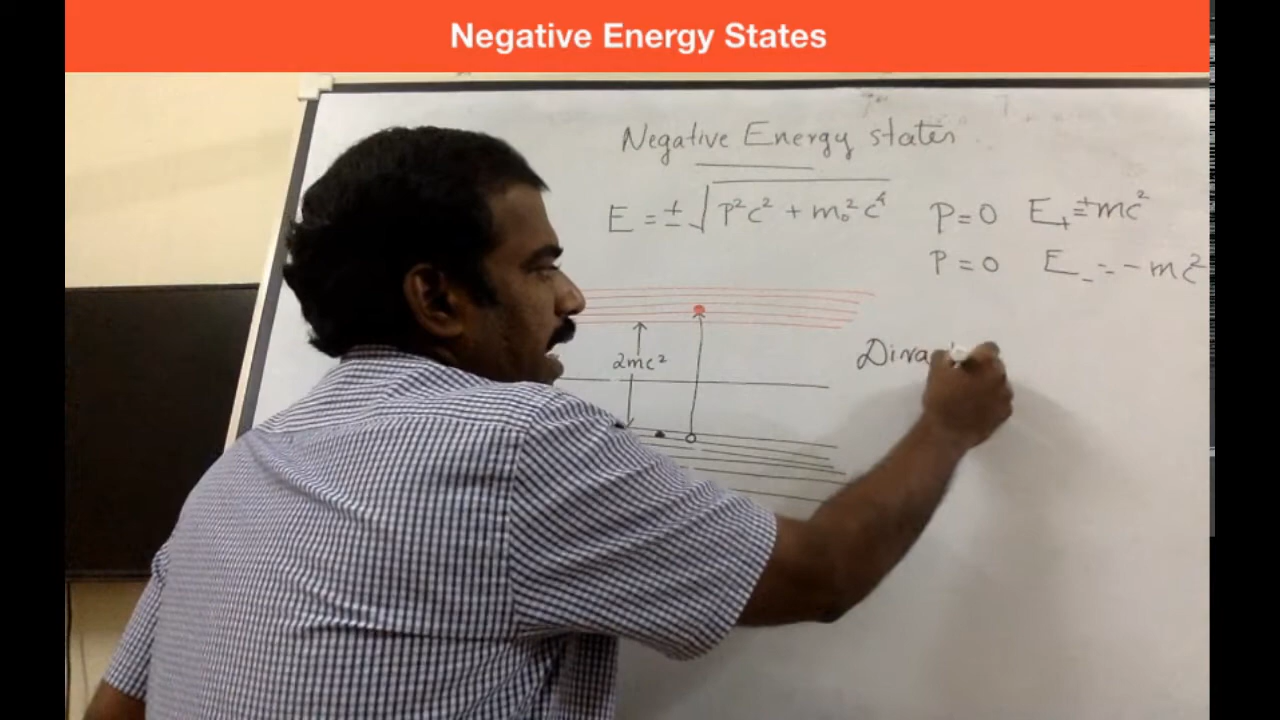 Negative Energy States
Negative Energy states
E = ± √P²c² + m₀²c⁴
P = 0 E₊ = + mc²
P = 0 E₋ = - mc²
2mc²